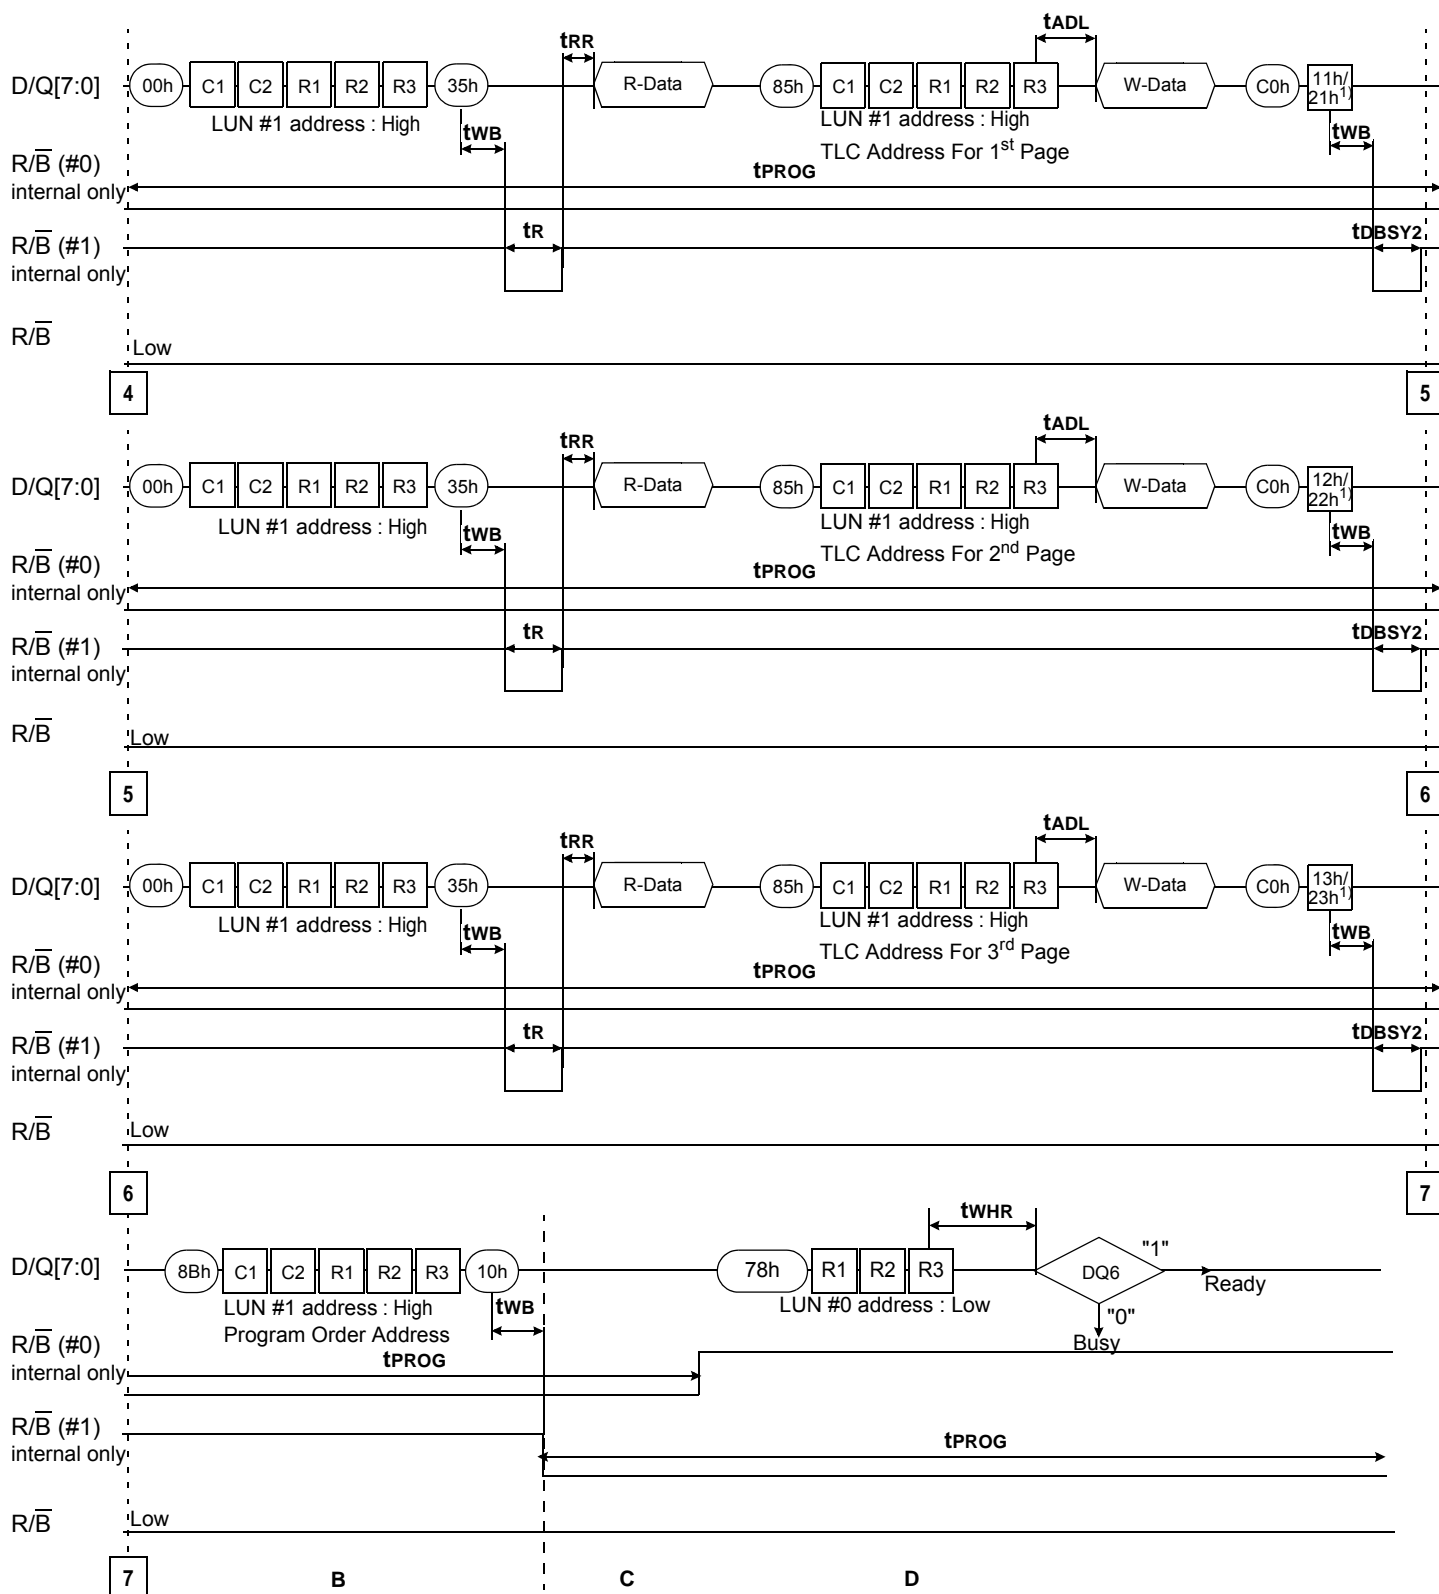 tRR tADL
D/Q[7:0] 00h C1 C2 R1 R2 R3 35h R-Data 85h C1 C2 R1 R2 R3 W-Data C0h 11h/
21h1)
LUN #1 address : High LUN #1 address : High
tWB TLC Address For 1st Page tWB
R/B̅ (#0) tPROG
internal only
R/B̅ (#1) tR tDBSY2
internal only
R/B̅
Low
4 5
tRR tADL
D/Q[7:0] 00h C1 C2 R1 R2 R3 35h R-Data 85h C1 C2 R1 R2 R3 W-Data C0h 12h/
22h1)
LUN #1 address : High LUN #1 address : High
tWB TLC Address For 2nd Page tWB
R/B̅ (#0) tPROG
internal only
R/B̅ (#1) tR tDBSY2
internal only
R/B̅
Low
5 6
tRR tADL
D/Q[7:0] 00h C1 C2 R1 R2 R3 35h R-Data 85h C1 C2 R1 R2 R3 W-Data C0h 13h/
23h1)
LUN #1 address : High LUN #1 address : High
tWB TLC Address For 3rd Page tWB
R/B̅ (#0) tPROG
internal only
R/B̅ (#1) tR tDBSY2
internal only
R/B̅
Low
6 7
tWHR
"1"
D/Q[7:0] 8Bh C1 C2 R1 R2 R3 10h 78h R1 R2 R3 DQ6
Ready
LUN #1 address : High tWB LUN #0 address : Low "0"
Program Order Address
R/B̅ (#0) Busy
internal only tPROG
R/B̅ (#1)
internal only tPROG
R/B̅
Low
7 B C D